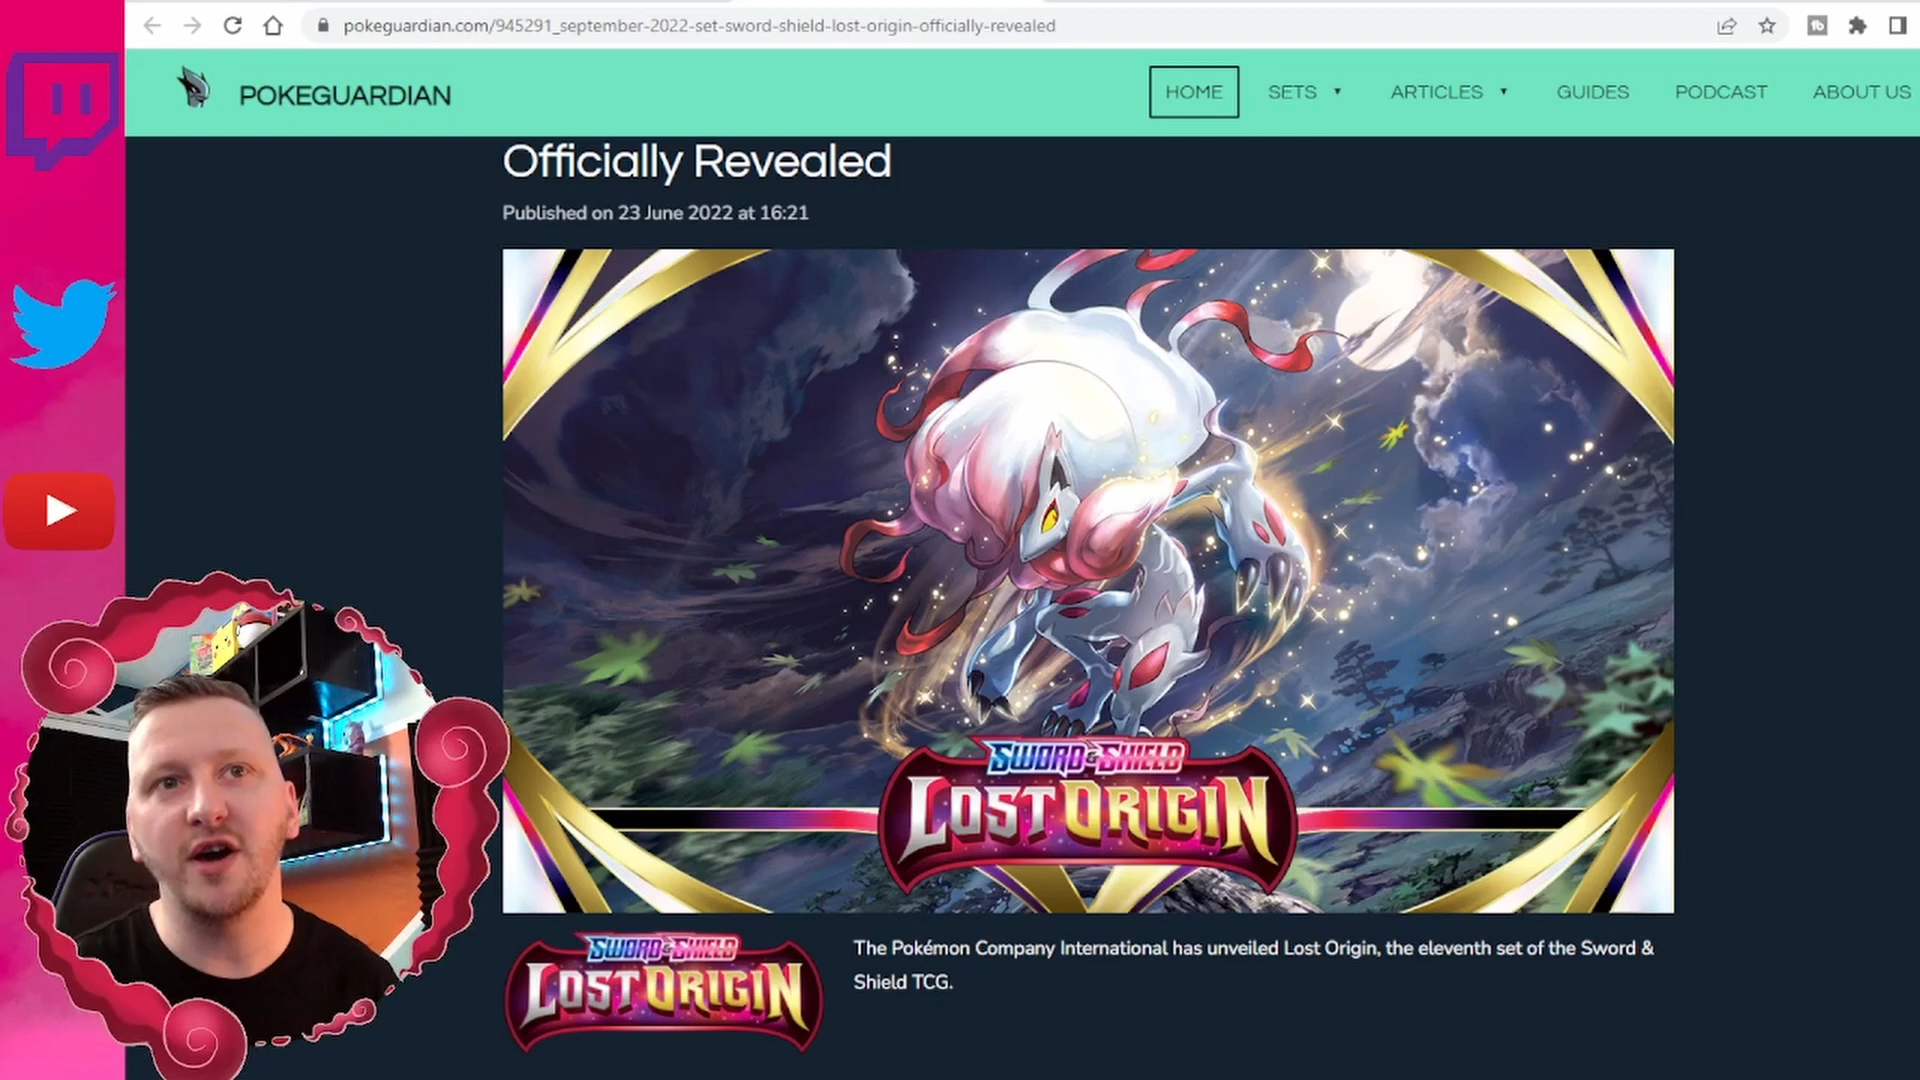 pokeguardian.com/945291_september-2022-set-sword-shield-lost-origin-officially-revealed
POKEGUARDIAN
HOME SETS ARTICLES GUIDES PODCAST ABOUT US
Officially Revealed
Published on 23 June 2022 at 16:21
SWORD & SHIELD
LOST ORIGIN
SWORD & SHIELD
LOST ORIGIN
The Pokémon Company International has unveiled Lost Origin, the eleventh set of the Sword &
Shield TCG.